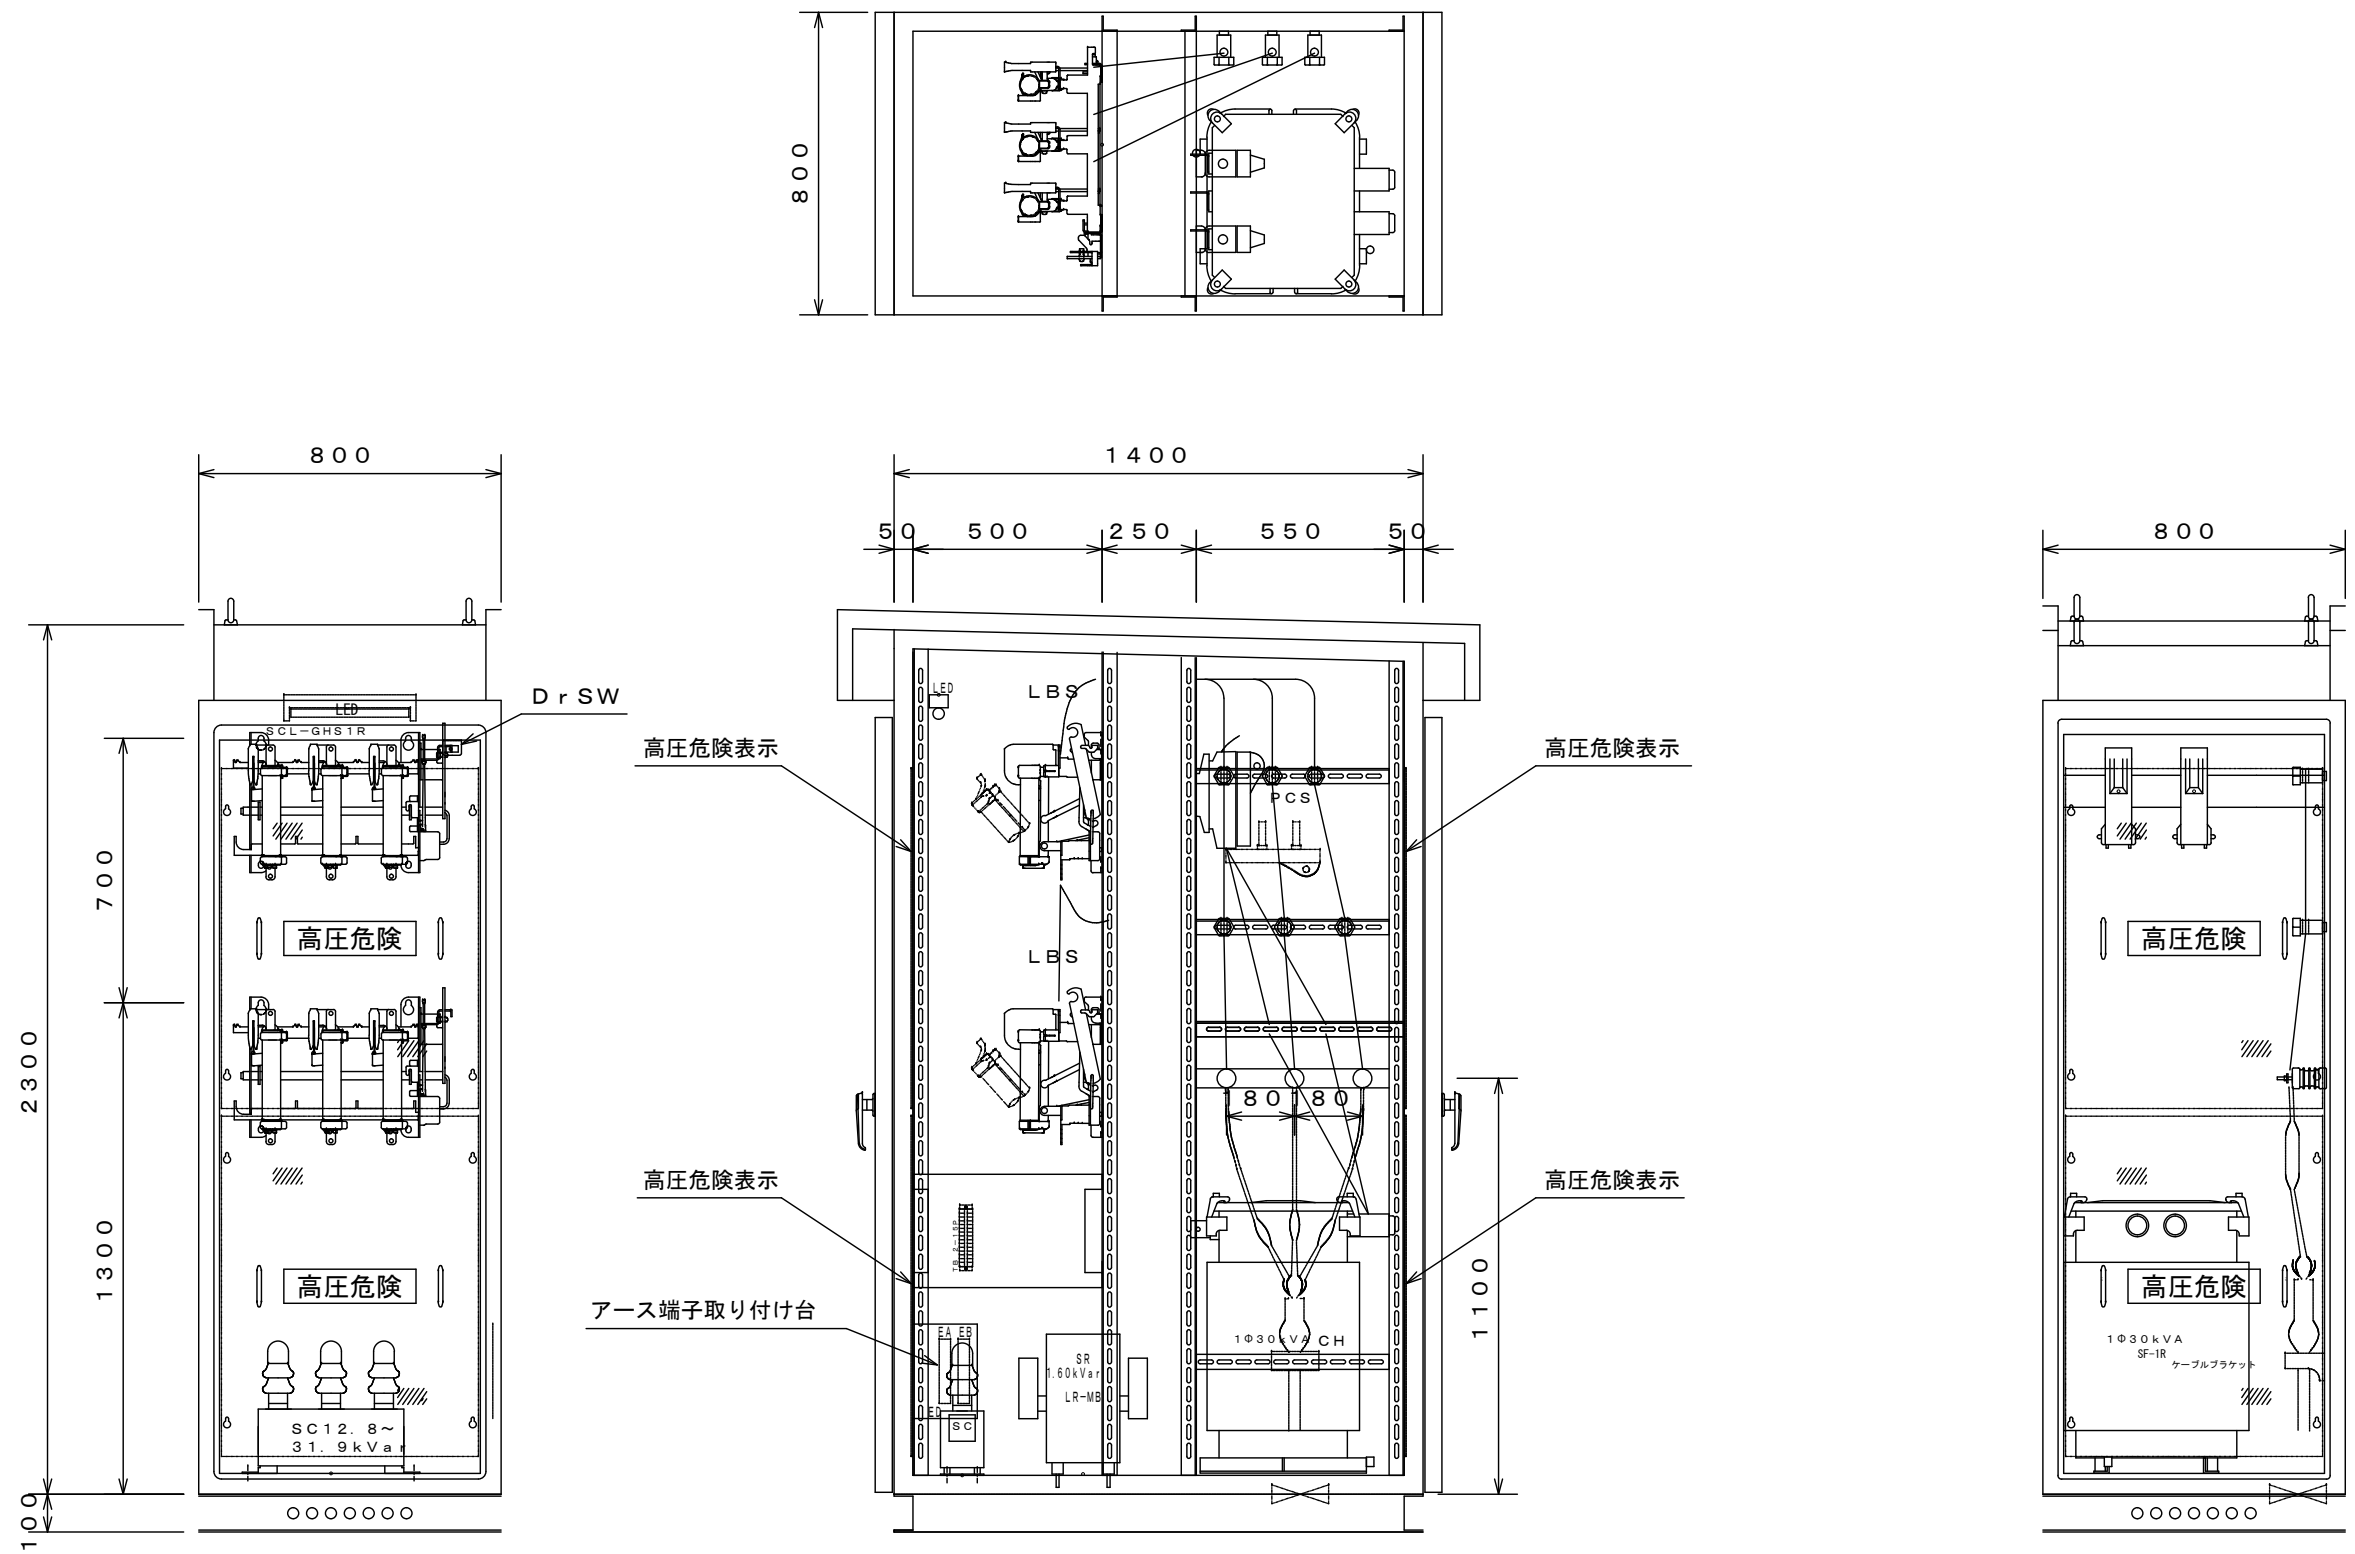 800
800
1400
50
500
250
550
50
800
2300
700
1300
100
LED
SCL-GHS1R
DrSW
高圧危険
高圧危険
SC12.8～
31.9kVar
高圧危険表示
高圧危険表示
アース端子取り付け台
LED
LBS
LBS
TB2-15P
EA
EB
ED
SC
SR
1.60kVar
LR-MB
PCS
80
80
1Φ30kVA
CH
高圧危険表示
高圧危険表示
1100
高圧危険
高圧危険
1Φ30kVA
SF-1R
ケーブルブラケット